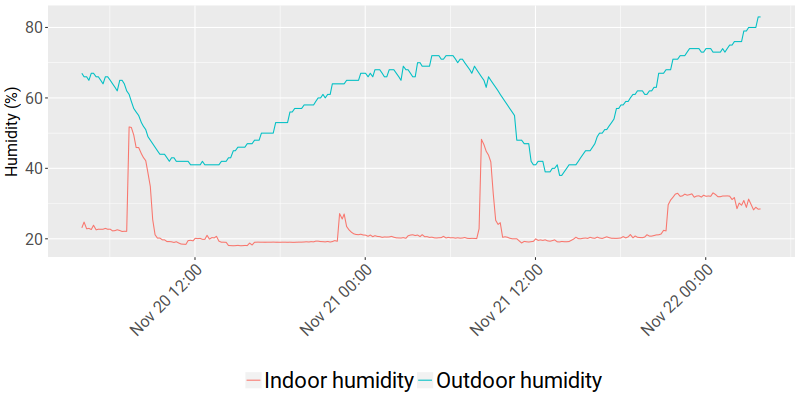 Humidity (%)
80
60
40
20
Nov 20 12:00
Nov 21 00:00
Nov 21 12:00
Nov 22 00:00
Indoor humidity Outdoor humidity